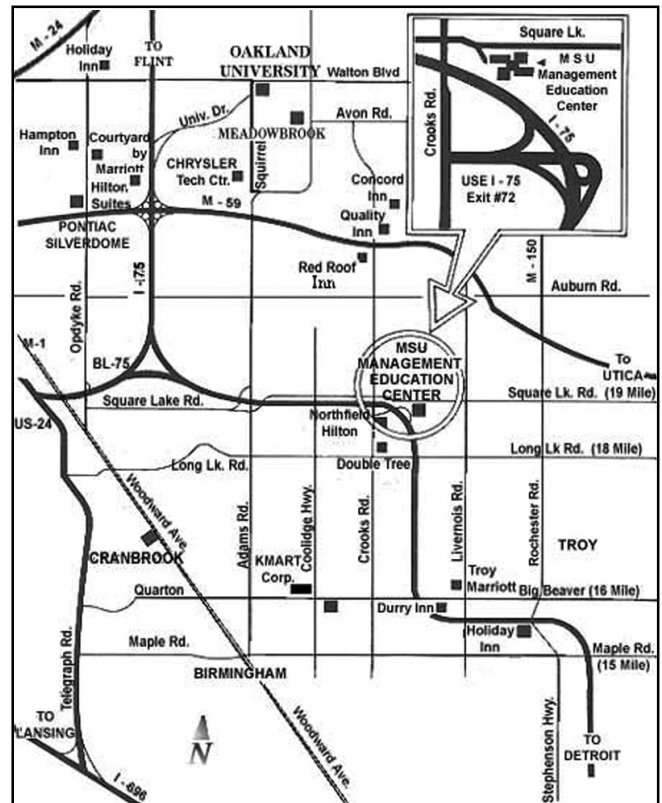 M - 24
Holiday
Inn
TO
FLINT
OAKLAND
UNIVERSITY
Walton Blvd
Univ. Dr.
MEADOWBROOK
Avon Rd.
Hampton
Inn
Courtyard
by
Marriott
Hilton
Suites
CHRYSLER
Tech Ctr.
Squirrel
M - 59
Concord
Inn
Quality
Inn
PONTIAC
SILVERDOME
I - 75
Red Roof
Inn
Square Lk.
M S U
Management
Education
Center
Crooks Rd.
I - 75
USE I - 75
Exit #72
M - 150
Auburn Rd.
Opdyke Rd.
M-1
BL-75
US-24
Square Lake Rd.
MSU
MANAGEMENT
EDUCATION
CENTER
To
UTICA
Square Lk. Rd. (19 Mile)
Northfield
Hilton
Long Lk Rd. (18 Mile)
Long Lk. Rd.
Double Tree
Woodward Ave.
CRANBROOK
Adams Rd.
Coolidge Hwy.
Crooks Rd.
Livernois Rd.
Rochester Rd.
TROY
KMART
Corp.
Troy
Marriott
Big Beaver (16 Mile)
Quarton
Durry Inn
Holiday
Inn
Maple Rd.
Maple Rd.
(15 Mile)
BIRMINGHAM
Telegraph Rd.
TO
LANSING
N
Woodward Ave.
Stephenson Hwy.
TO
DETROIT
I - 696